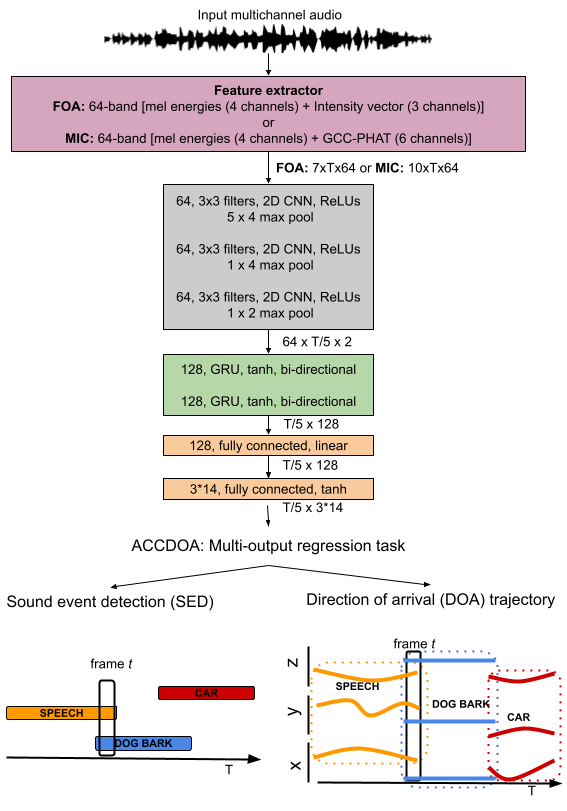 Input multichannel audio
Feature extractor
FOA: 64-band [mel energies (4 channels) + Intensity vector (3 channels)]
or
MIC: 64-band [mel energies (4 channels) + GCC-PHAT (6 channels)]
FOA: 7xTx64 or MIC: 10xTx64
64, 3x3 filters, 2D CNN, ReLUs
5 x 4 max pool
64, 3x3 filters, 2D CNN, ReLUs
1 x 4 max pool
64, 3x3 filters, 2D CNN, ReLUs
1 x 2 max pool
64 x T/5 x 2
128, GRU, tanh, bi-directional
128, GRU, tanh, bi-directional
T/5 x 128
128, fully connected, linear
T/5 x 128
3*14, fully connected, tanh
T/5 x 3*14
ACCDOA: Multi-output regression task
Sound event detection (SED)
frame t
CAR
SPEECH
DOG BARK
T
Direction of arrival (DOA) trajectory
frame t
z
SPEECH
DOG BARK
y
CAR
x
T